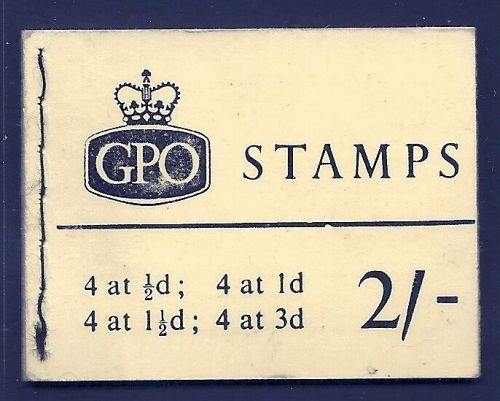 GPO STAMPS
4 at ½d; 4 at 1d
4 at 1½d; 4 at 3d
2/-